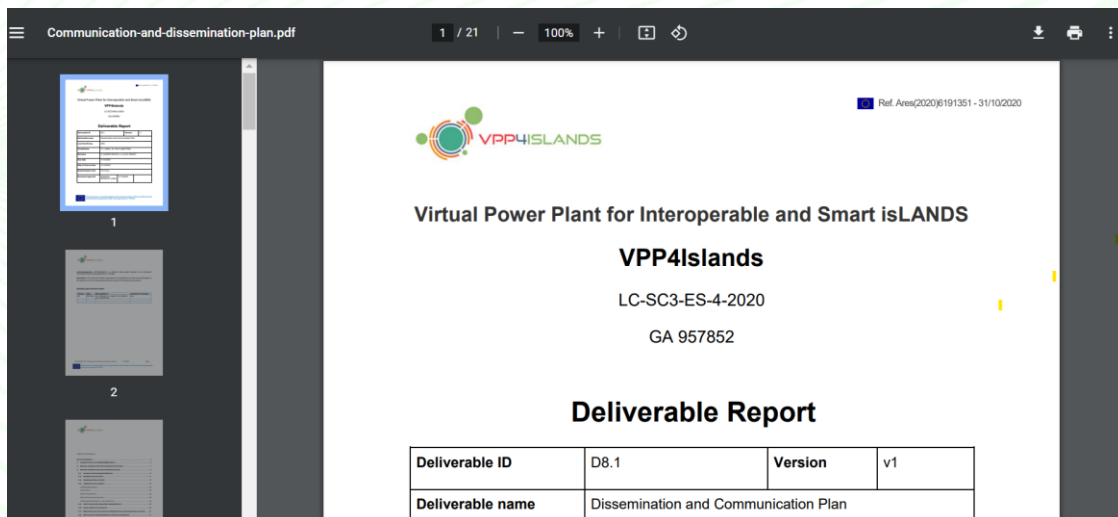 Communication-and-dissemination-plan.pdf
1 / 21
100%
1
2
Ref. Ares(2020)6191351 - 31/10/2020
VPP4ISLANDS
Virtual Power Plant for Interoperable and Smart isLANDS
VPP4Islands
LC-SC3-ES-4-2020
GA 957852
Deliverable Report
Deliverable ID D8.1 Version v1
Deliverable name Dissemination and Communication Plan